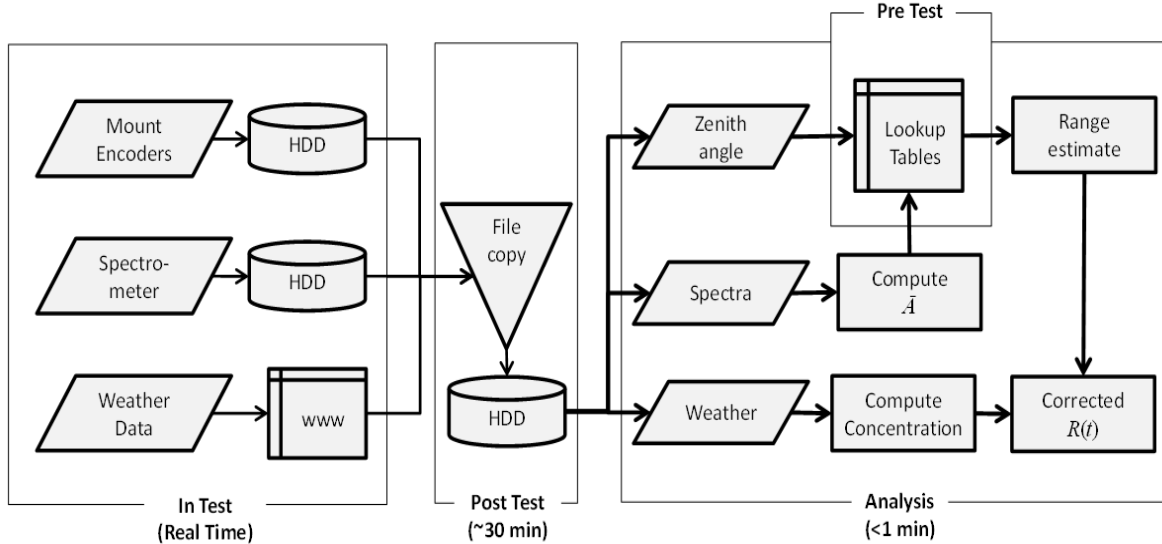 Pre Test
Mount
Encoders
HDD
Spectro-
meter
HDD
Weather
Data
www
In Test
(Real Time)
File
copy
HDD
Post Test
(~30 min)
Zenith
angle
Lookup
Tables
Range
estimate
Spectra
Compute
Ā
Weather
Compute
Concentration
Corrected
R(t)
Analysis
(<1 min)